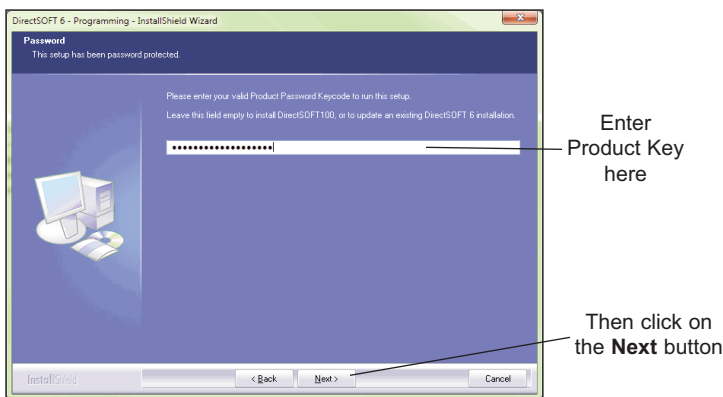 DirectSOFT 6 - Programming - InstallShield Wizard
Password
This setup has been password protected.
Please enter your valid Product Password Keycode to run this setup.
Leave this field empty to install DirectSOFT100, or to update an existing DirectSOFT 6 installation.
•••••••••••••••••••
Enter
Product Key
here
Then click on
the Next button
InstallShield
< Back
Next >
Cancel